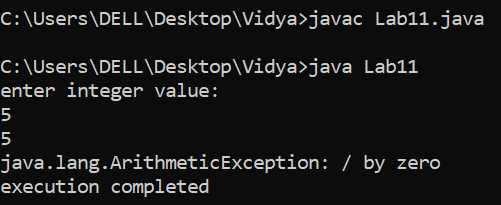 C:\Users\DELL\Desktop\Vidya>javac Lab11.java
C:\Users\DELL\Desktop\Vidya>java Lab11
enter integer value:
5
5
java.lang.ArithmeticException: / by zero
execution completed